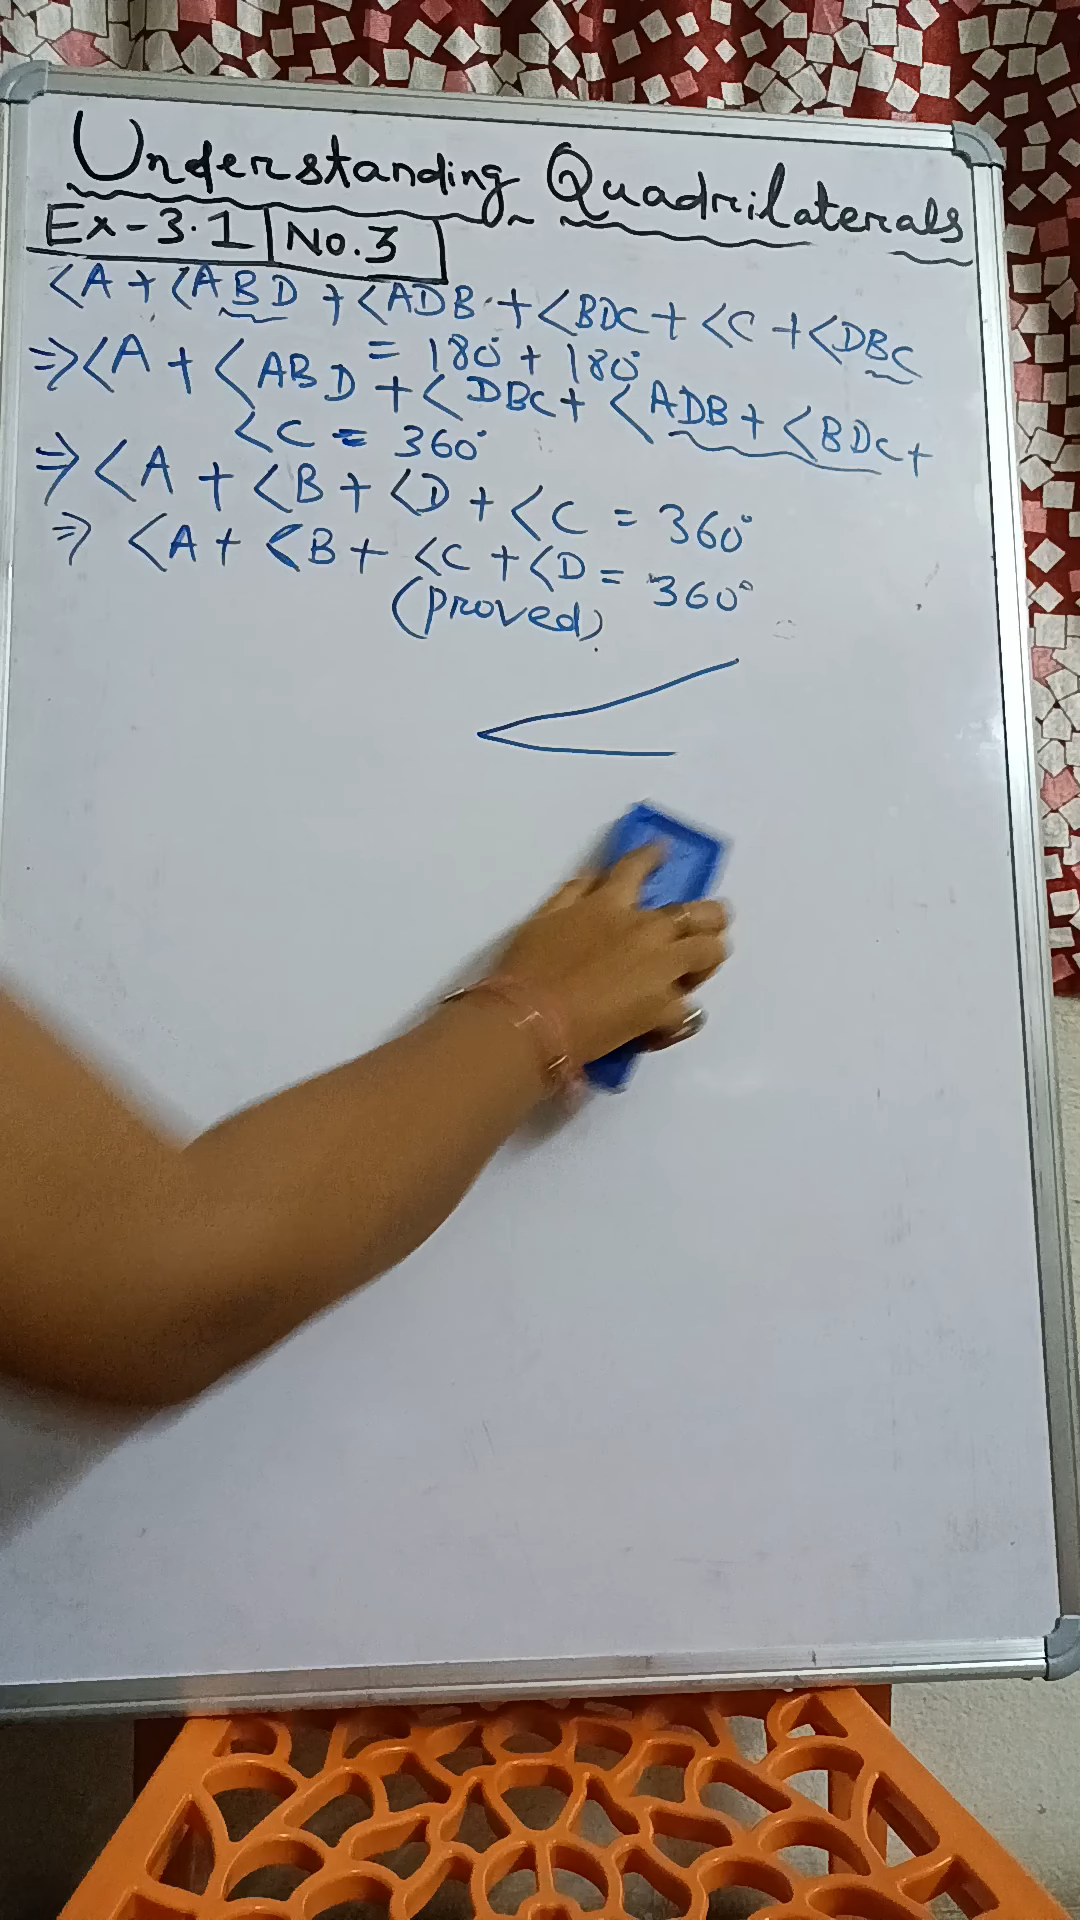 Understanding Quadrilaterals
Ex-3.1 No.3
<A + <ABD + <ADB + <BDC + <C + <DBC
= 180° + 180°
⇒ <A + <ABD + <DBC + <ADB + <BDC +
<C = 360°
⇒ <A + <B + <D + <C = 360°
⇒ <A + <B + <C + <D = 360°
(Proved)